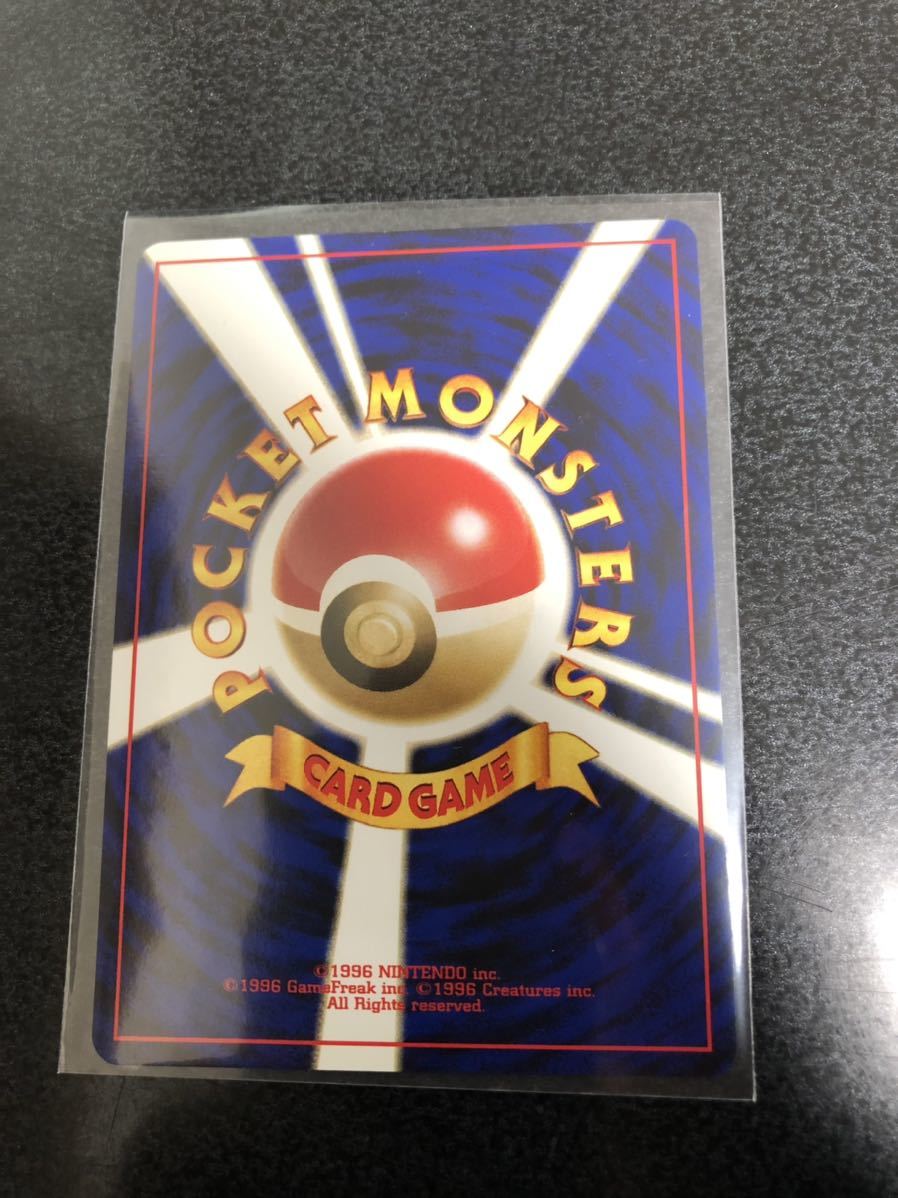 POCKET MONSTERS
CARD GAME
©1996 NINTENDO inc.
©1996 GameFreak inc. ©1996 Creatures inc.
All Rights reserved.